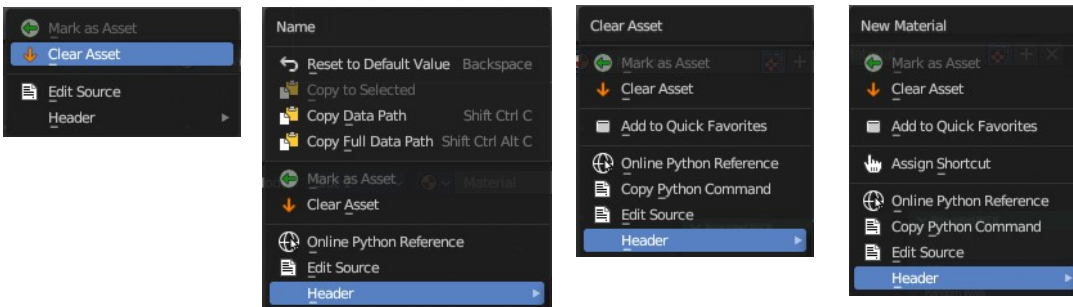 Mark as Asset
Clear Asset
Edit Source
Header
Name
Reset to Default Value Backspace
Copy to Selected
Copy Data Path Shift Ctrl C
Copy Full Data Path Shift Ctrl Alt C
Mark as Asset
Material
Clear Asset
Online Python Reference
Edit Source
Header
Clear Asset
Mark as Asset
Clear Asset
Add to Quick Favorites
Online Python Reference
Copy Python Command
Edit Source
Header
New Material
Mark as Asset
Clear Asset
Add to Quick Favorites
Assign Shortcut
Online Python Reference
Copy Python Command
Edit Source
Header